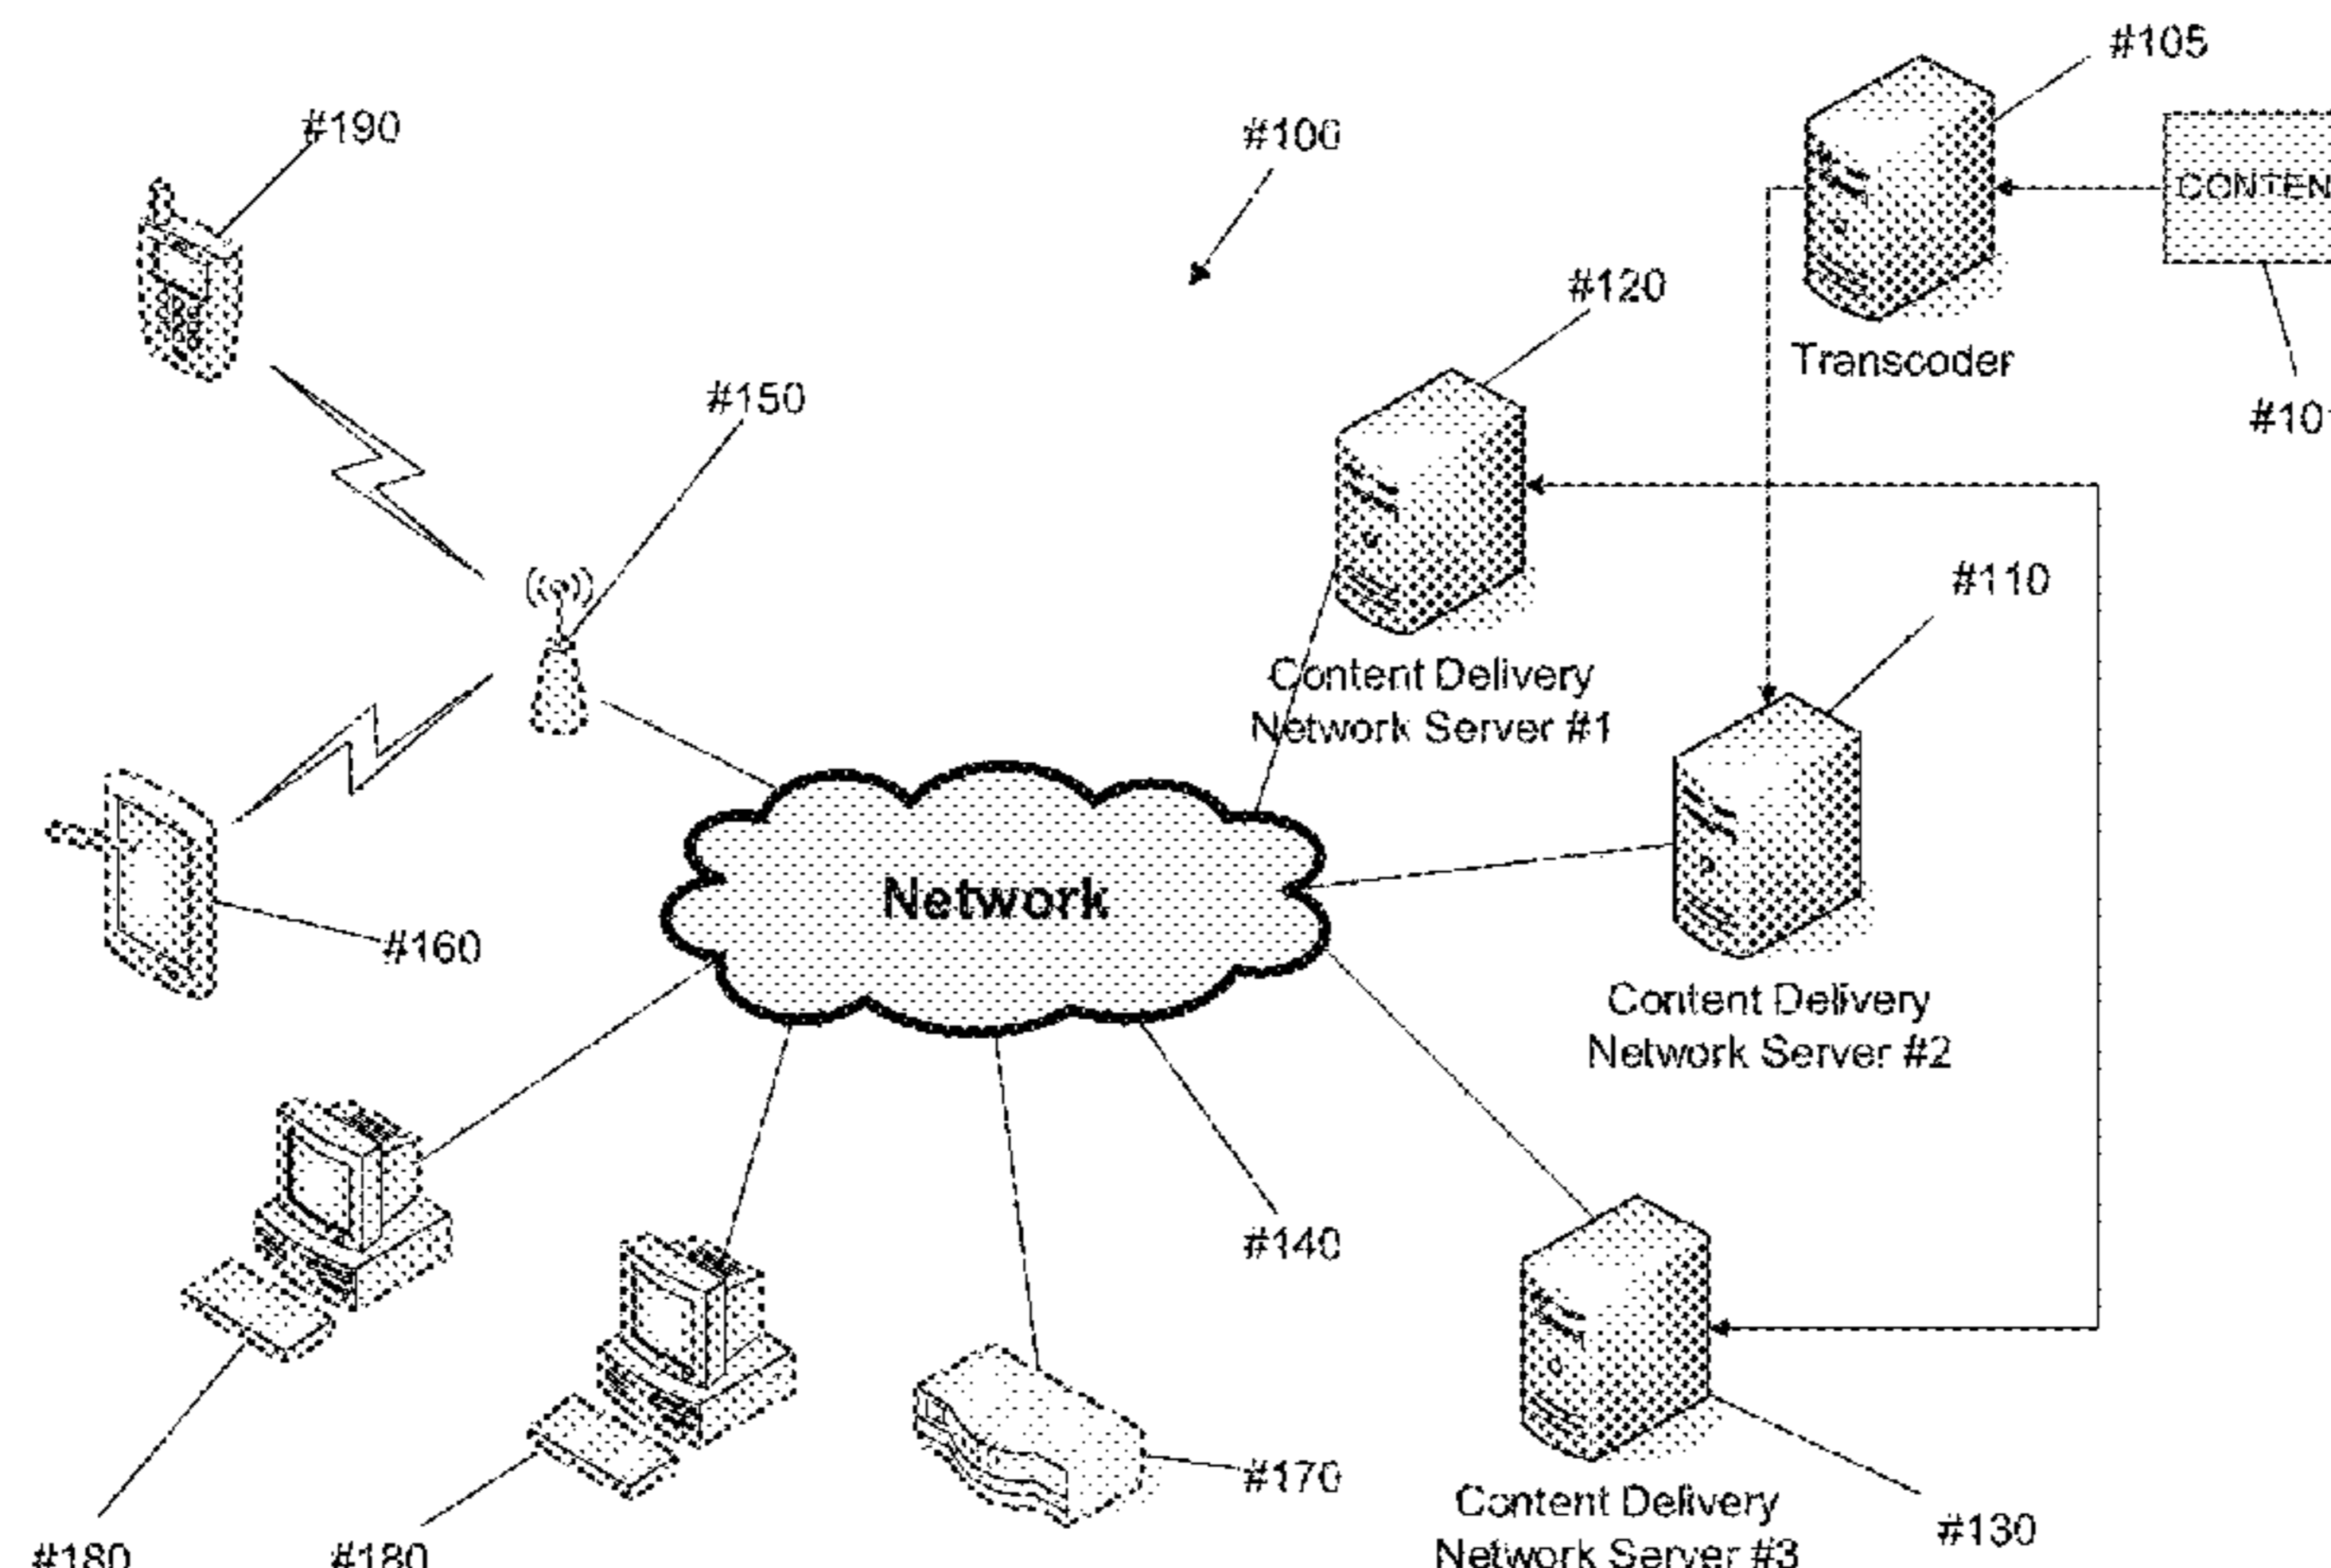 #105
#190
#100
CONTEN
#120
Transcoder
#150
#101
#110
Content Delivery
Network Server #1
Network
#160
Content Delivery
Network Server #2
#140
#170
Content Delivery
Network Server #3
#130
#180
#180